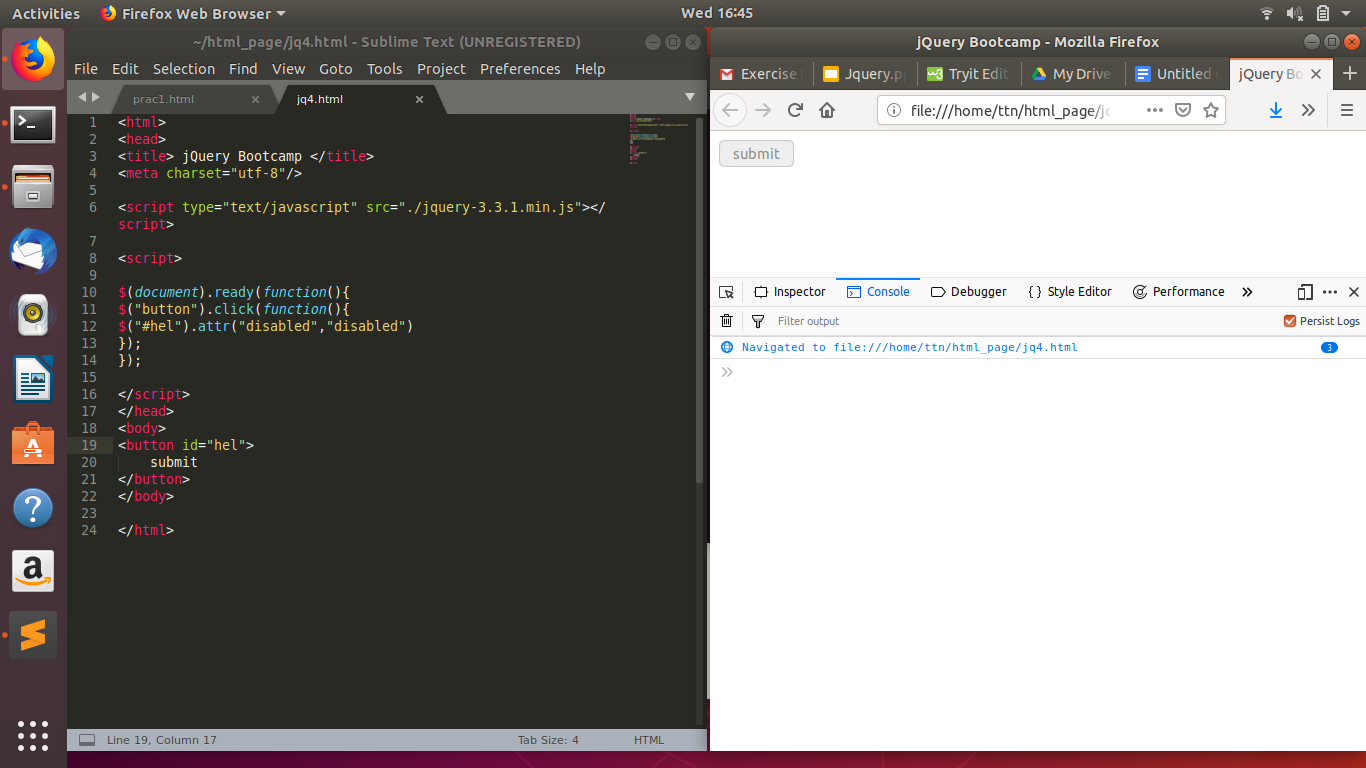 Activities Firefox Web Browser Wed 16:45
~/html_page/jq4.html - Sublime Text (UNREGISTERED)
File Edit Selection Find View Goto Tools Project Preferences Help
prac1.html jq4.html
1 <html>
2 <head>
3 <title> jQuery Bootcamp </title>
4 <meta charset="utf-8"/>
5
6 <script type="text/javascript" src="./jquery-3.3.1.min.js"></
script>
7
8 <script>
9
10 $(document).ready(function(){
11 $("button").click(function(){
12 $("#hel").attr("disabled","disabled")
13 });
14 });
15
16 </script>
17 </head>
18 <body>
19 <button id="hel">
20 submit
21 </button>
22 </body>
23
24 </html>
Line 19, Column 17 Tab Size: 4 HTML
jQuery Bootcamp - Mozilla Firefox
Exercise Jquery.p Tryit Edit My Drive Untitled jQuery Bo
file:///home/ttn/html_page/jq
submit
Inspector Console Debugger { } Style Editor Performance
Filter output Persist Logs
Navigated to file:///home/ttn/html_page/jq4.html 3